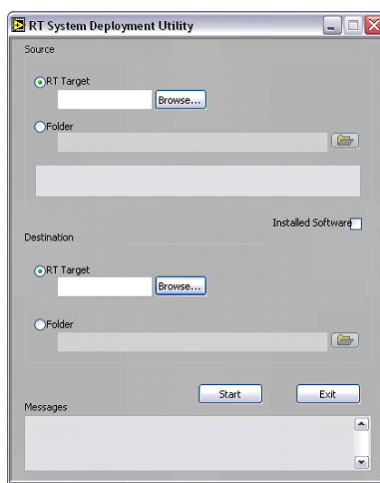 RT System Deployment Utility
Source
RT Target
Browse...
Folder
Installed Software
Destination
RT Target
Browse...
Folder
Start
Exit
Messages